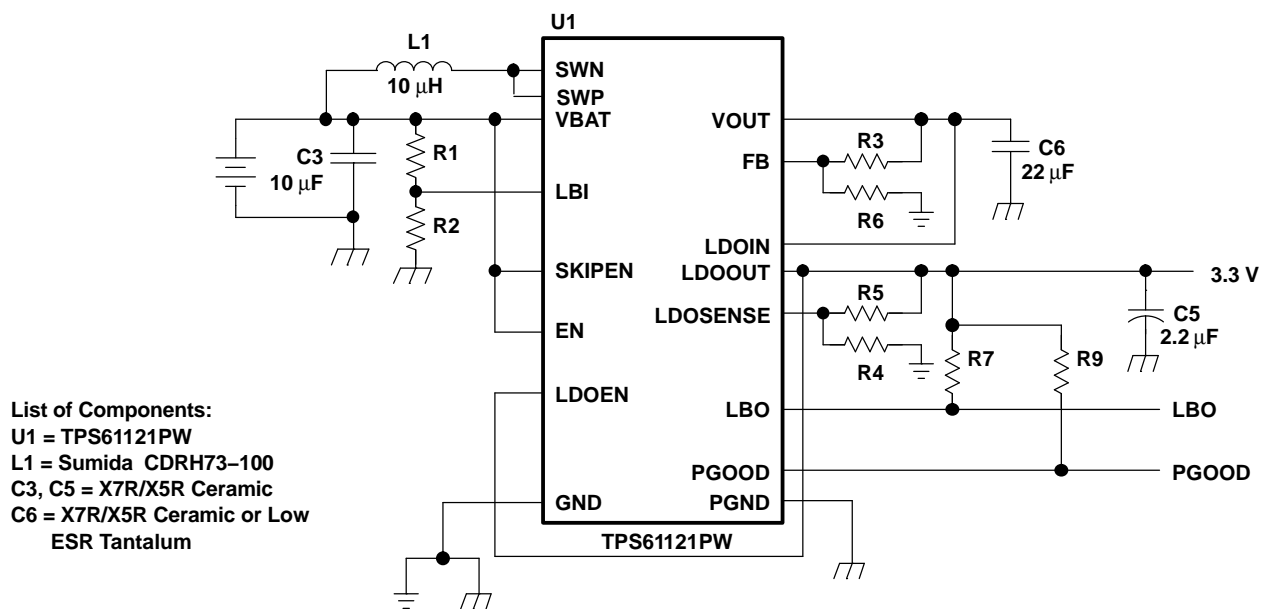 U1
L1
10 μH
SWN
SWP
VBAT
VOUT
C3
10 μF
R1
R3
FB
C6
22 μF
LBI
R2
R6
LDOIN
SKIPEN
LDOOUT
3.3 V
R5
LDOSENSE
C5
2.2 μF
EN
R4
R7
R9
LDOEN
LBO
LBO
List of Components:
U1 = TPS61121PW
L1 = Sumida CDRH73–100
C3, C5 = X7R/X5R Ceramic
C6 = X7R/X5R Ceramic or Low
ESR Tantalum
PGOOD
PGOOD
GND
PGND
TPS61121PW